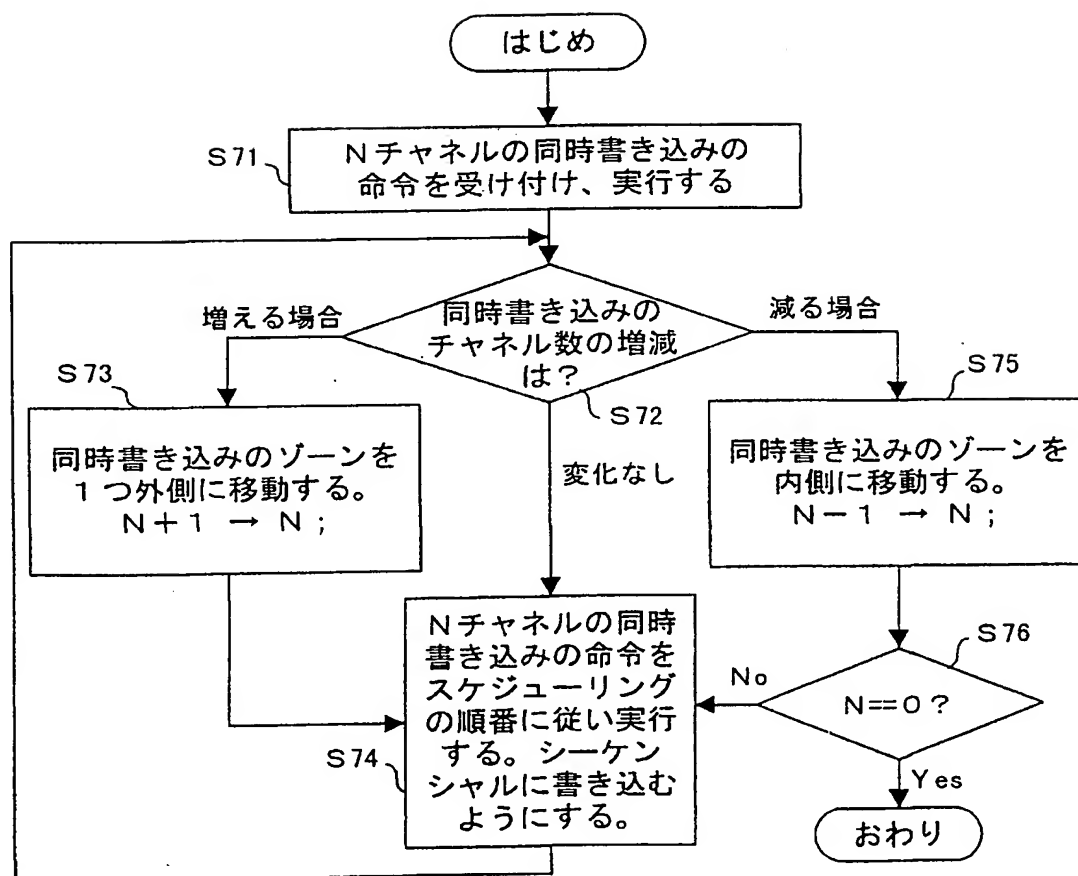 はじめ
S71
Nチャネルの同時書き込みの
命令を受け付け、実行する
同時書き込みの
チャネル数の増減
は?
S72
増える場合
減る場合
変化なし
S73
同時書き込みのゾーンを
1つ外側に移動する。
N+1 → N;
S75
同時書き込みのゾーンを
内側に移動する。
N-1 → N;
S74
Nチャネルの同時
書き込みの命令を
スケジューリング
の順番に従い実行
する。シーケン
シャルに書き込む
ようにする。
S76
N==0?
No
Yes
おわり